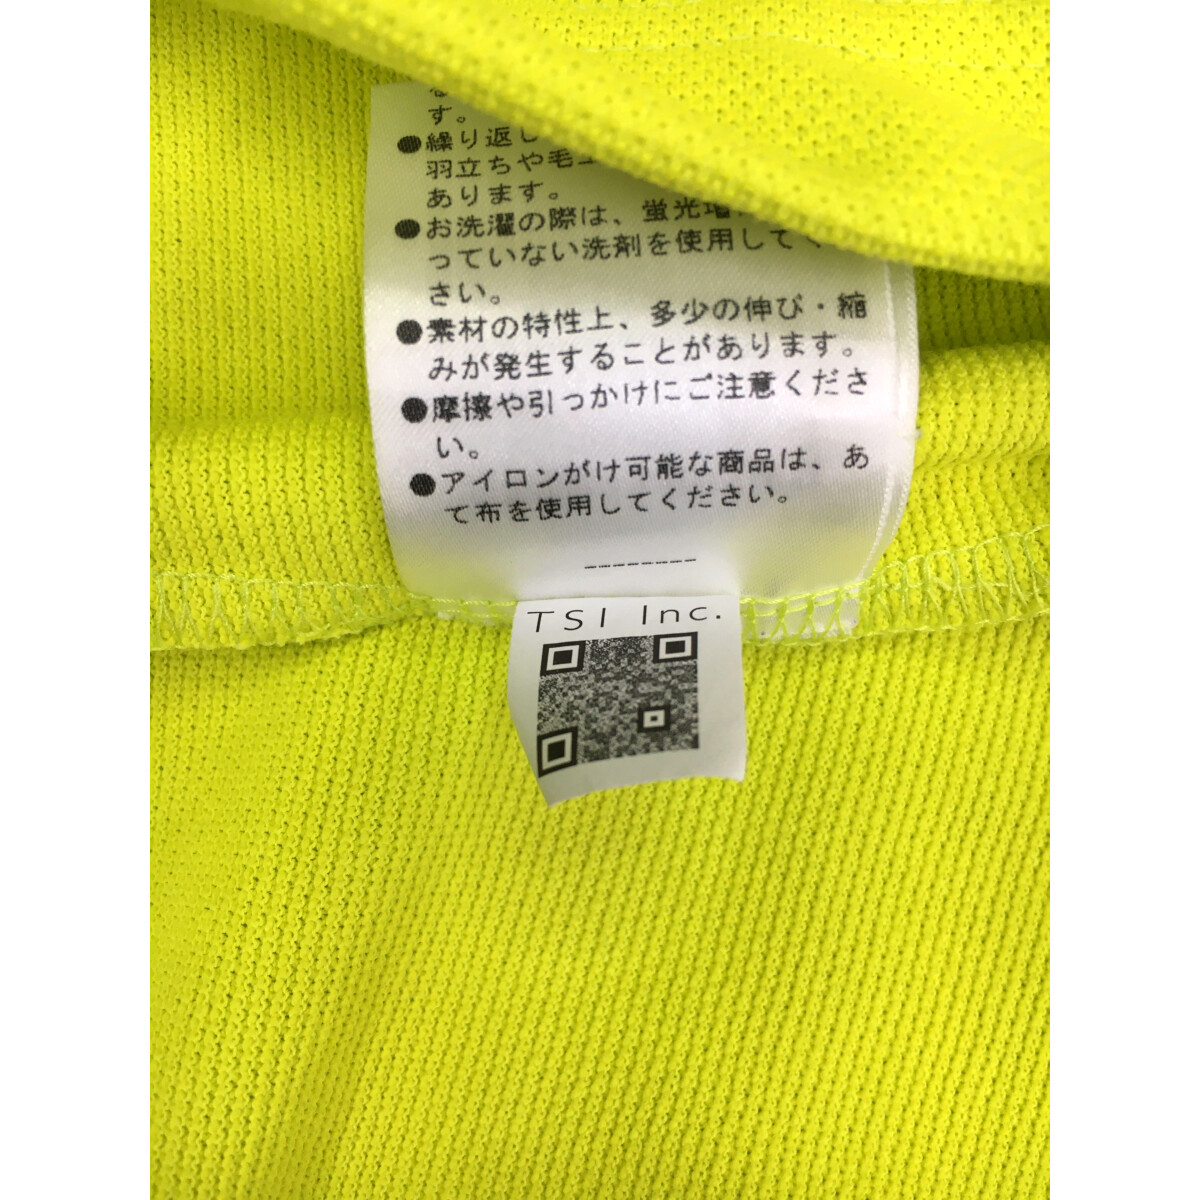 す。
●繰り返し
羽立ちや毛
あります。
●お洗濯の際は、蛍光増
っていない洗剤を使用してく
さい。
●素材の特性上、多少の伸び・縮
みが発生することがあります。
●摩擦や引っかけにご注意くださ
い。
●アイロンがけ可能な商品は、あ
て布を使用してください。
--------
TSI Inc.